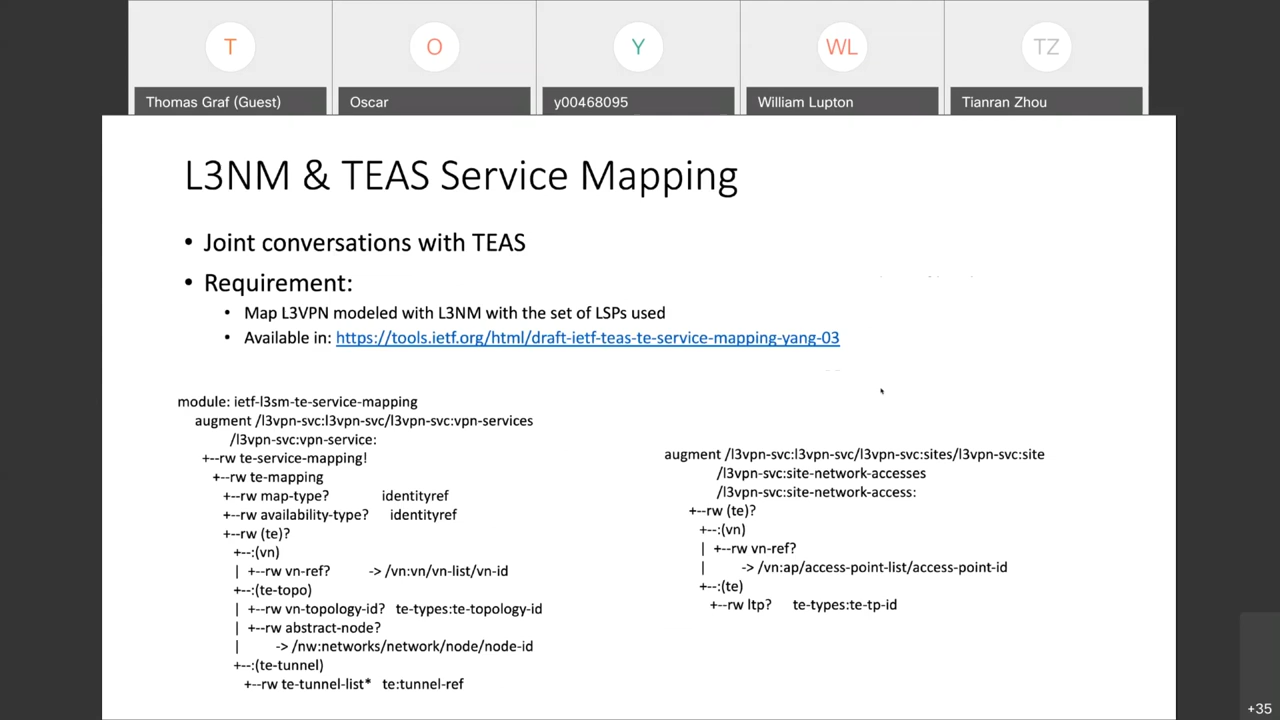 T
O
Y
WL
TZ
Thomas Graf (Guest)
Oscar
y00468095
William Lupton
Tianran Zhou
L3NM & TEAS Service Mapping
• Joint conversations with TEAS
• Requirement:
• Map L3VPN modeled with L3NM with the set of LSPs used
• Available in: https://tools.ietf.org/html/draft-ietf-teas-te-service-mapping-yang-03
module: ietf-l3sm-te-service-mapping
augment /l3vpn-svc:l3vpn-svc/l3vpn-svc:vpn-services
/l3vpn-svc:vpn-service:
+--rw te-service-mapping!
+--rw te-mapping
+--rw map-type? identityref
+--rw availability-type? identityref
+--rw (te)?
+--:(vn)
| +--rw vn-ref? -> /vn:vn/vn-list/vn-id
+--:(te-topo)
| +--rw vn-topology-id? te-types:te-topology-id
| +--rw abstract-node?
| -> /nw:networks/network/node/node-id
+--:(te-tunnel)
+--rw te-tunnel-list* te:tunnel-ref
augment /l3vpn-svc:l3vpn-svc/l3vpn-svc:sites/l3vpn-svc:site
/l3vpn-svc:site-network-accesses
/l3vpn-svc:site-network-access:
+--rw (te)?
+--:(vn)
| +--rw vn-ref?
| -> /vn:ap/access-point-list/access-point-id
+--:(te)
+--rw ltp? te-types:te-tp-id
+35